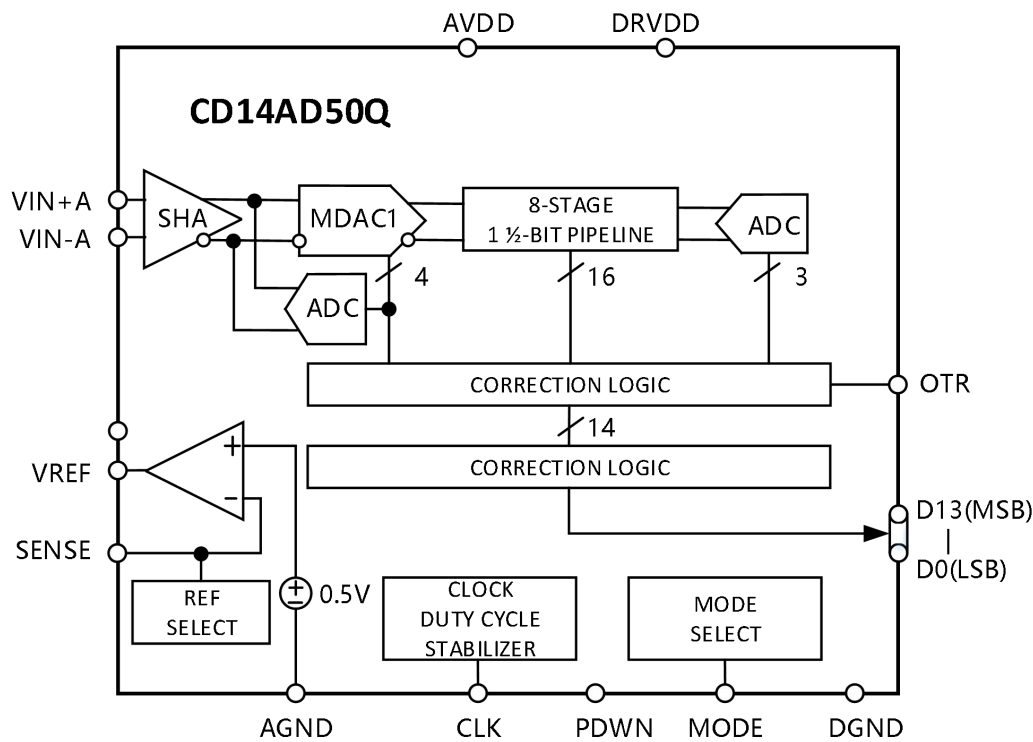 AVDD
DRVDD
CD14AD50Q
VIN+A
VIN-A
SHA
MDAC1
8-STAGE
1 ½-BIT PIPELINE
ADC
4
16
3
ADC
CORRECTION LOGIC
OTR
14
CORRECTION LOGIC
VREF
+
-
SENSE
D13(MSB)
D0(LSB)
REF
SELECT
0.5V
CLOCK
DUTY CYCLE
STABILIZER
MODE
SELECT
AGND
CLK
PDWN
MODE
DGND